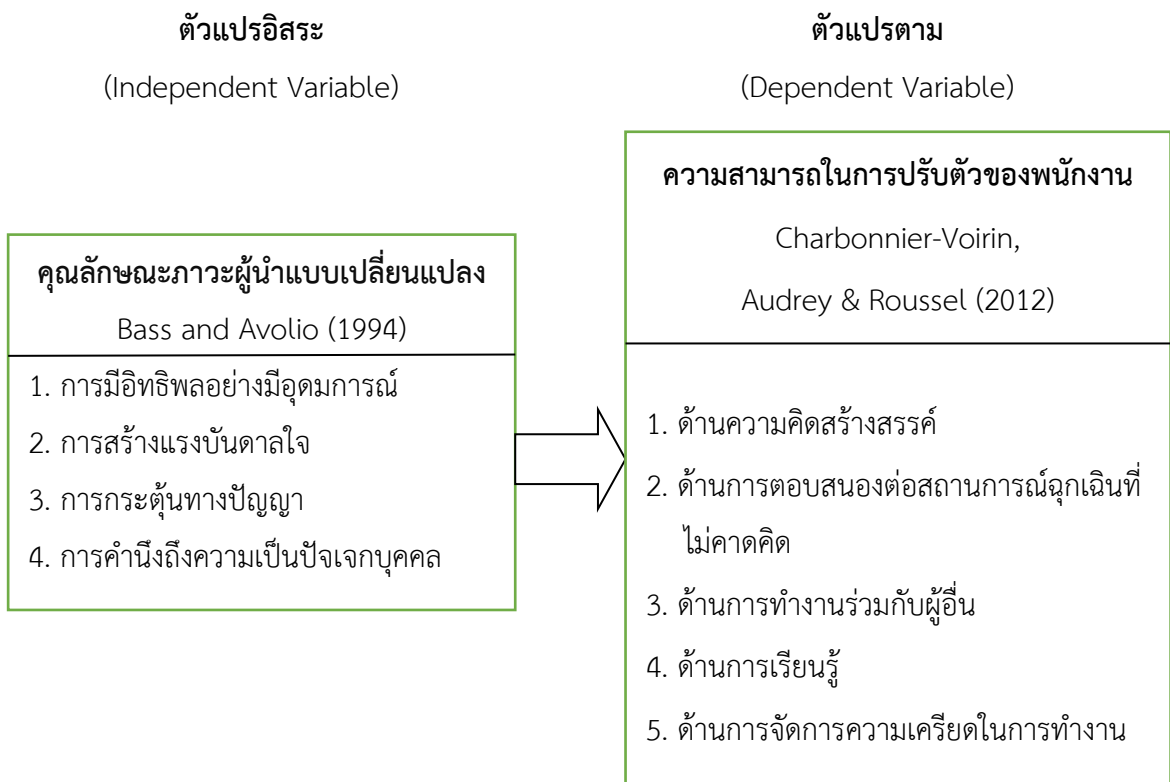 ตัวแปรอิสระ
(Independent Variable)
คุณลักษณะภาวะผู้นำแบบเปลี่ยนแปลง
Bass and Avolio (1994)
1. การมีอิทธิพลอย่างมีอุดมการณ์
2. การสร้างแรงบันดาลใจ
3. การกระตุ้นทางปัญญา
4. การคำนึงถึงความเป็นปัจเจกบุคคล
ตัวแปรตาม
(Dependent Variable)
ความสามารถในการปรับตัวของพนักงาน
Charbonnier-Voirin,
Audrey & Roussel (2012)
1. ด้านความคิดสร้างสรรค์
2. ด้านการตอบสนองต่อสถานการณ์ฉุกเฉินที่
ไม่คาดคิด
3. ด้านการทำงานร่วมกับผู้อื่น
4. ด้านการเรียนรู้
5. ด้านการจัดการความเครียดในการทำงาน